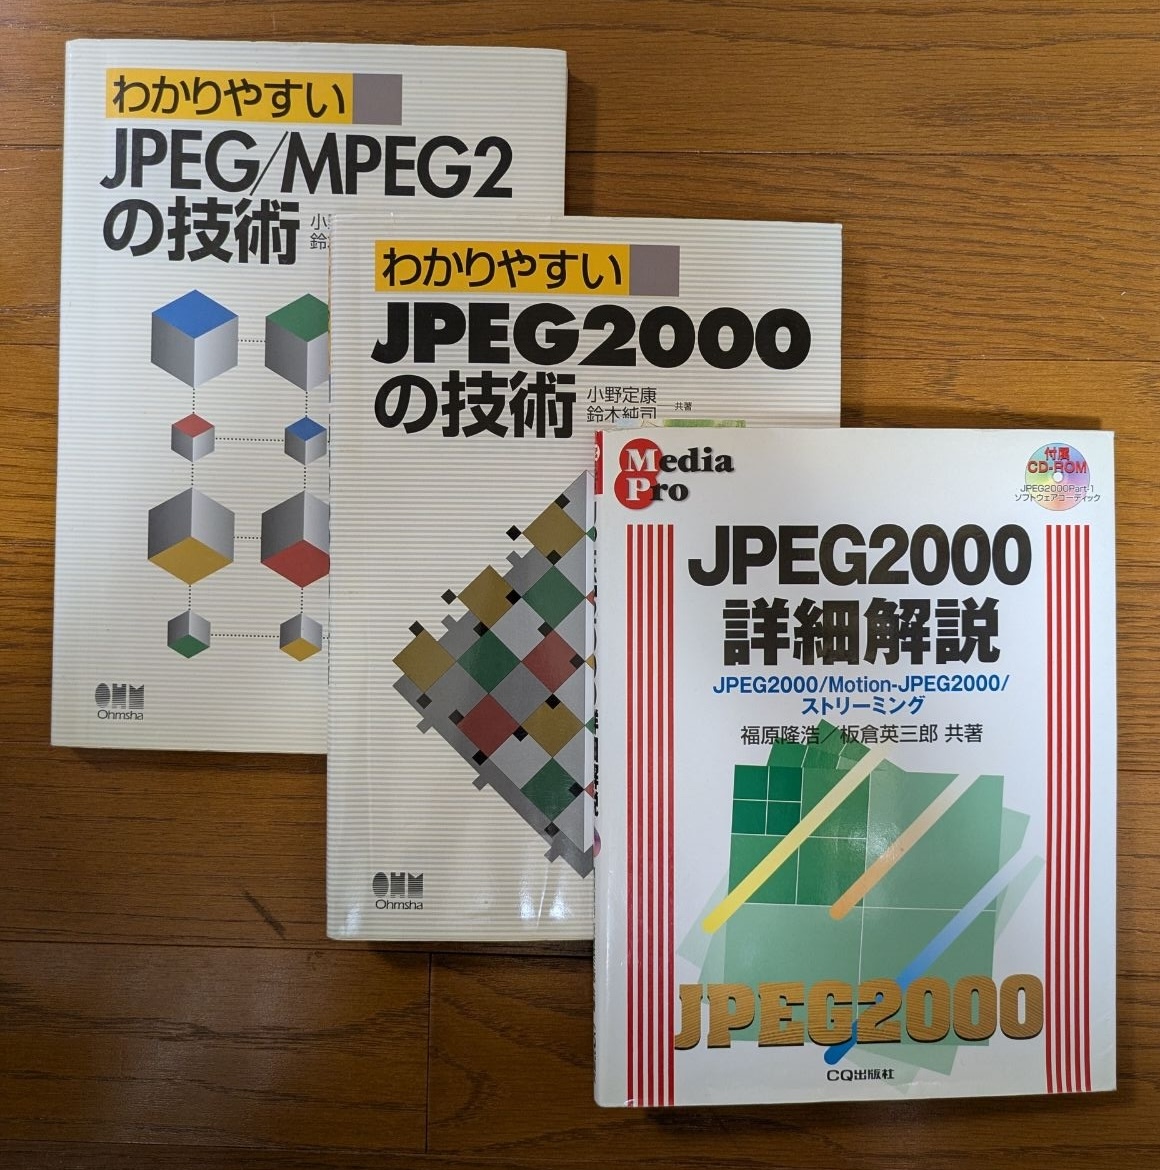 わかりやすい
JPEG/MPEG2
の技術
小
鈴
OHM
Ohmsha
わかりやすい
JPEG2000
の技術
小野定康
鈴木純司
共著
OHM
Ohmsha
Media
Pro
付属
CD-ROM
JPEG2000Part-1
ソフトウェアコーデック
JPEG2000
詳細解説
JPEG2000/Motion-JPEG2000/
ストリーミング
福原隆浩／板倉英三郎 共著
JPEG2000
CQ出版社